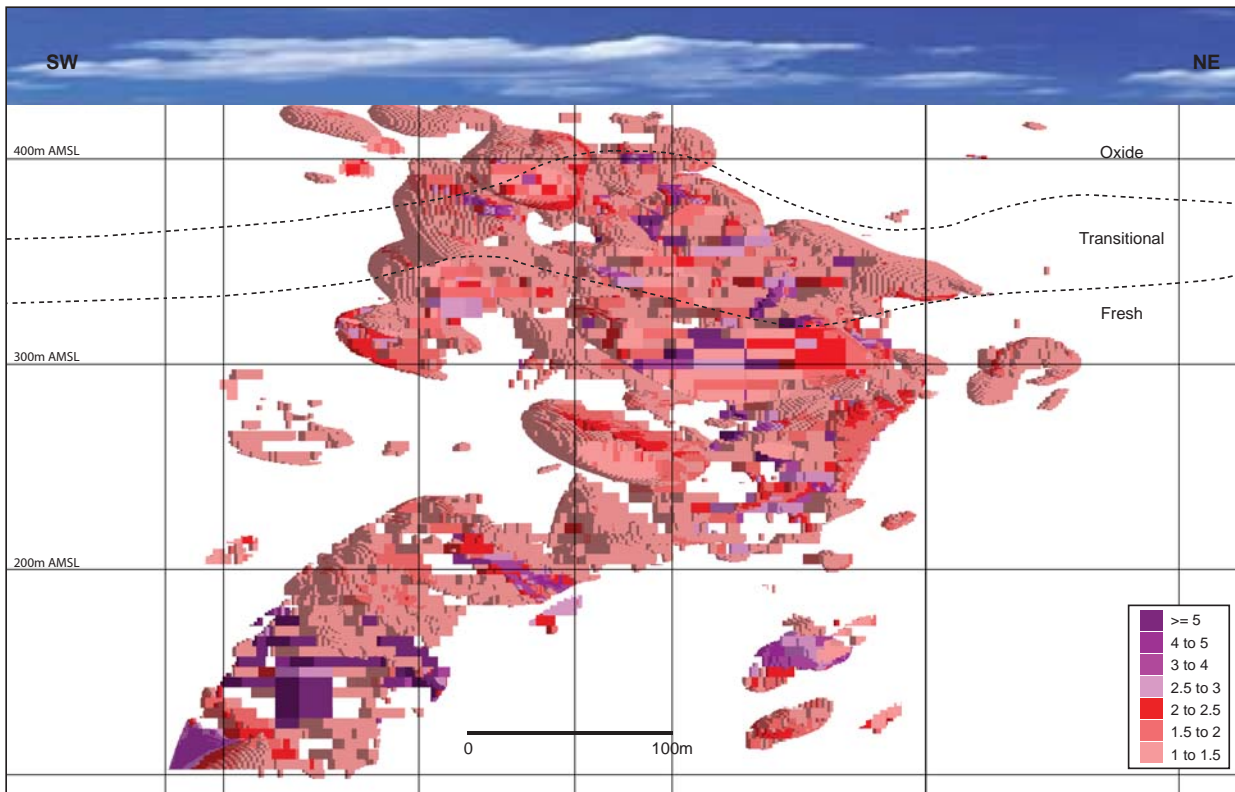 SW
NE
400m AMSL
Oxide
Transitional
Fresh
300m AMSL
200m AMSL
0
100m
>= 5
4 to 5
3 to 4
2.5 to 3
2 to 2.5
1.5 to 2
1 to 1.5